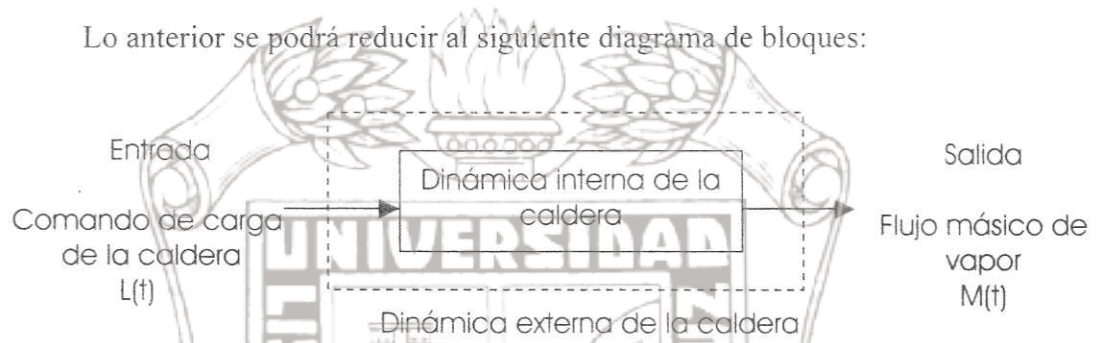 Lo anterior se podrá reducir al siguiente diagrama de bloques:
Entrada
Comando de carga
de la caldera
L(t)
Dinámica interna de la
caldera
Salida
Flujo másico de
vapor
M(t)
UNIVERSIDAD
Dinámica externa de la caldera